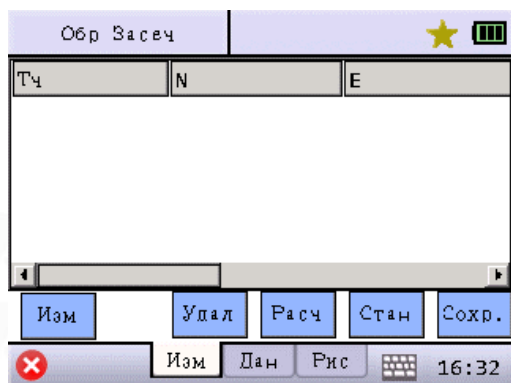 Обр Засеч
Тч N E
Изм Удал Расч Стан Сохр.
Изм Дан Рис 16:32